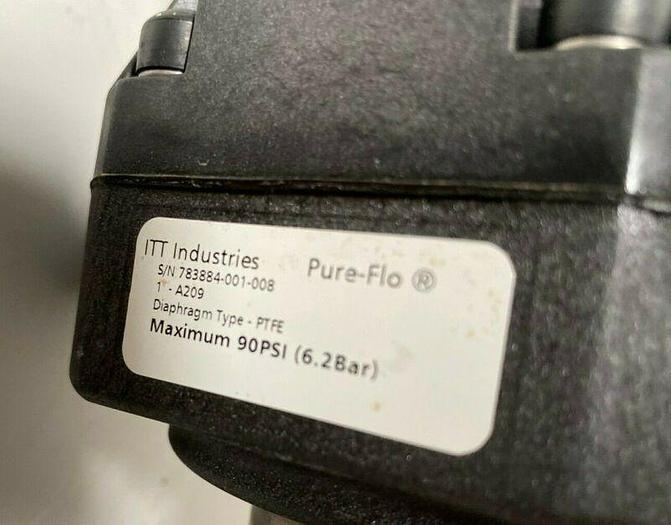 ITT Industries Pure-Flo ®
S/N 783884-001-008
1" - A209
Diaphragm Type - PTFE
Maximum 90PSI (6.2Bar)